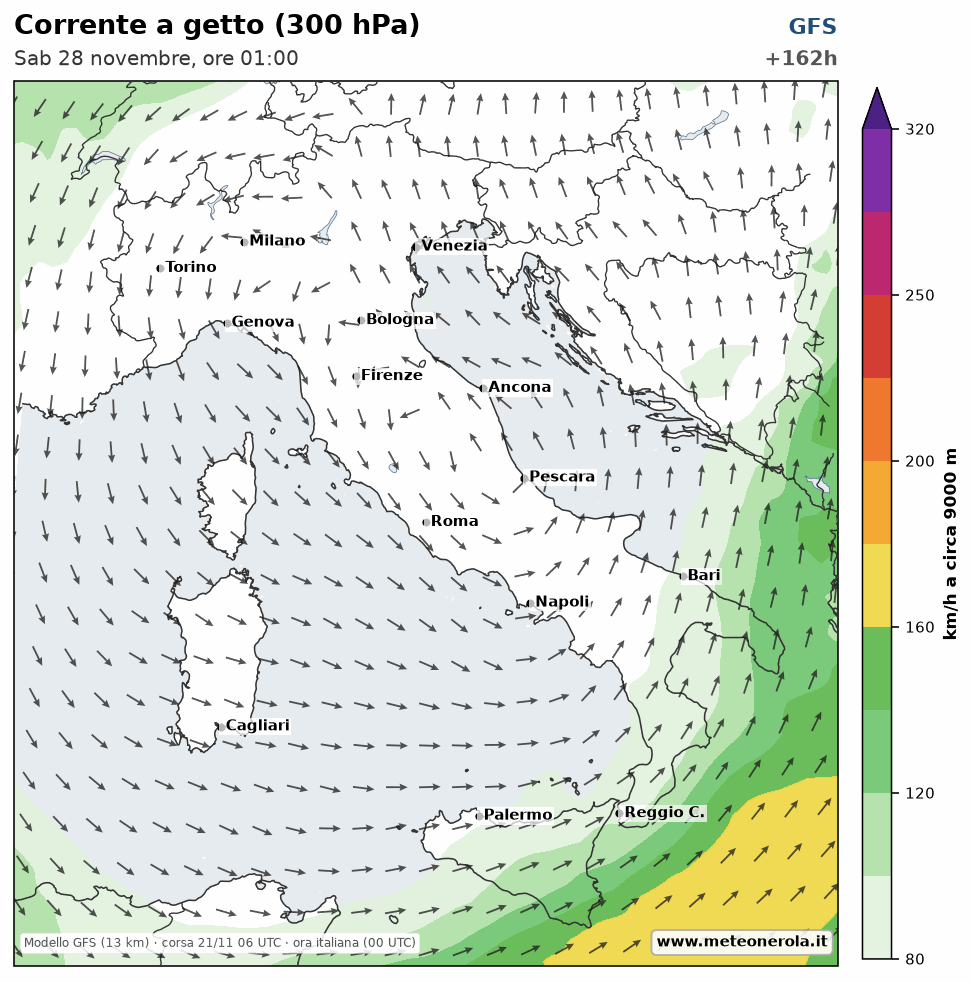 Corrente a getto (300 hPa)
GFS
Sab 28 novembre, ore 01:00
+162h
Milano
Venezia
Torino
Genova
Bologna
Firenze
Ancona
Pescara
Roma
Bari
Napoli
Cagliari
Palermo
Reggio C.
320
250
200
160
120
80
km/h a circa 9000 m
Modello GFS (13 km) · corsa 21/11 06 UTC · ora italiana (00 UTC)
www.meteonerola.it